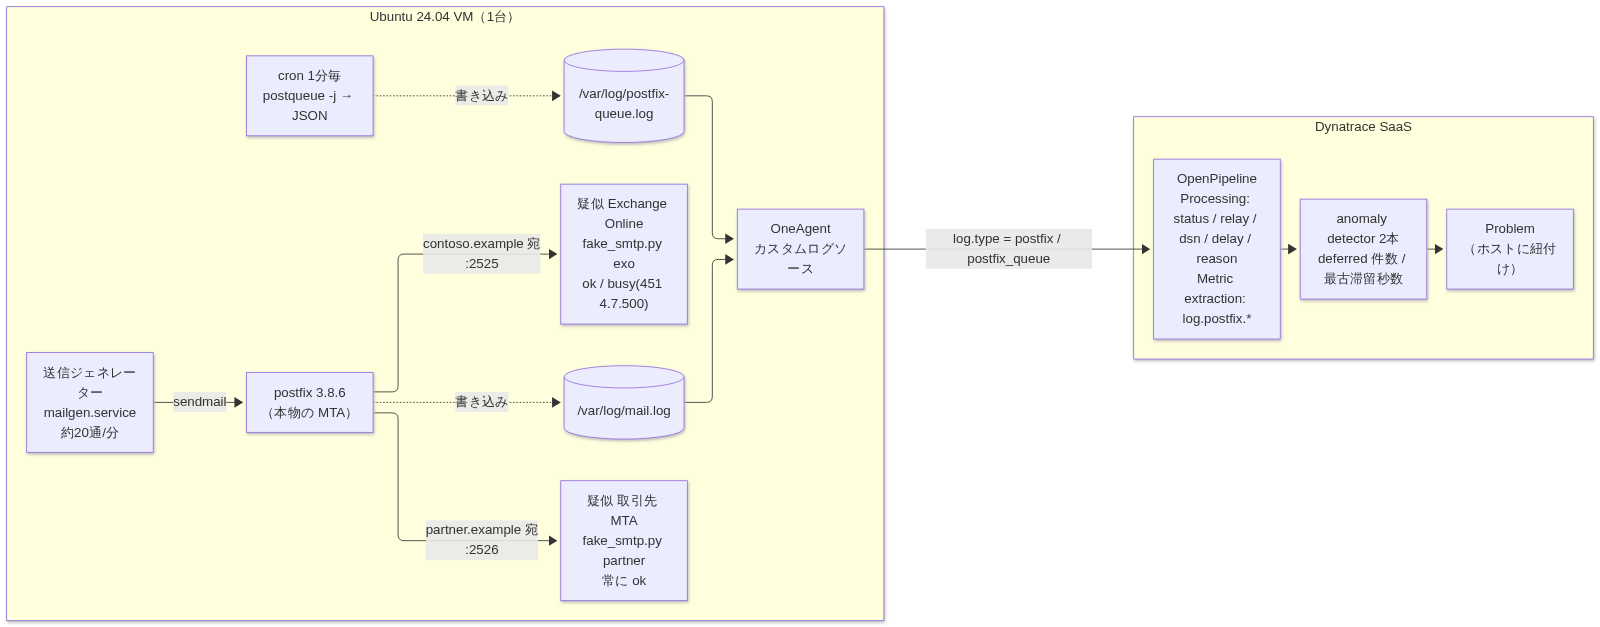 Ubuntu 24.04 VM（1台）
cron 1分毎
postqueue -j →
JSON
書き込み
/var/log/postfix-
queue.log
疑似 Exchange
Online
fake_smtp.py
exo
ok / busy(451
4.7.500)
contoso.example 宛
:2525
OneAgent
カスタムログソ
ース
送信ジェネレー
ター
mailgen.service
約20通/分
sendmail
postfix 3.8.6
（本物の MTA）
書き込み
/var/log/mail.log
partner.example 宛
:2526
疑似 取引先
MTA
fake_smtp.py
partner
常に ok
log.type = postfix /
postfix_queue
Dynatrace SaaS
OpenPipeline
Processing:
status / relay /
dsn / delay /
reason
Metric
extraction:
log.postfix.*
anomaly
detector 2本
deferred 件数 /
最古滞留秒数
Problem
（ホストに紐付
け）